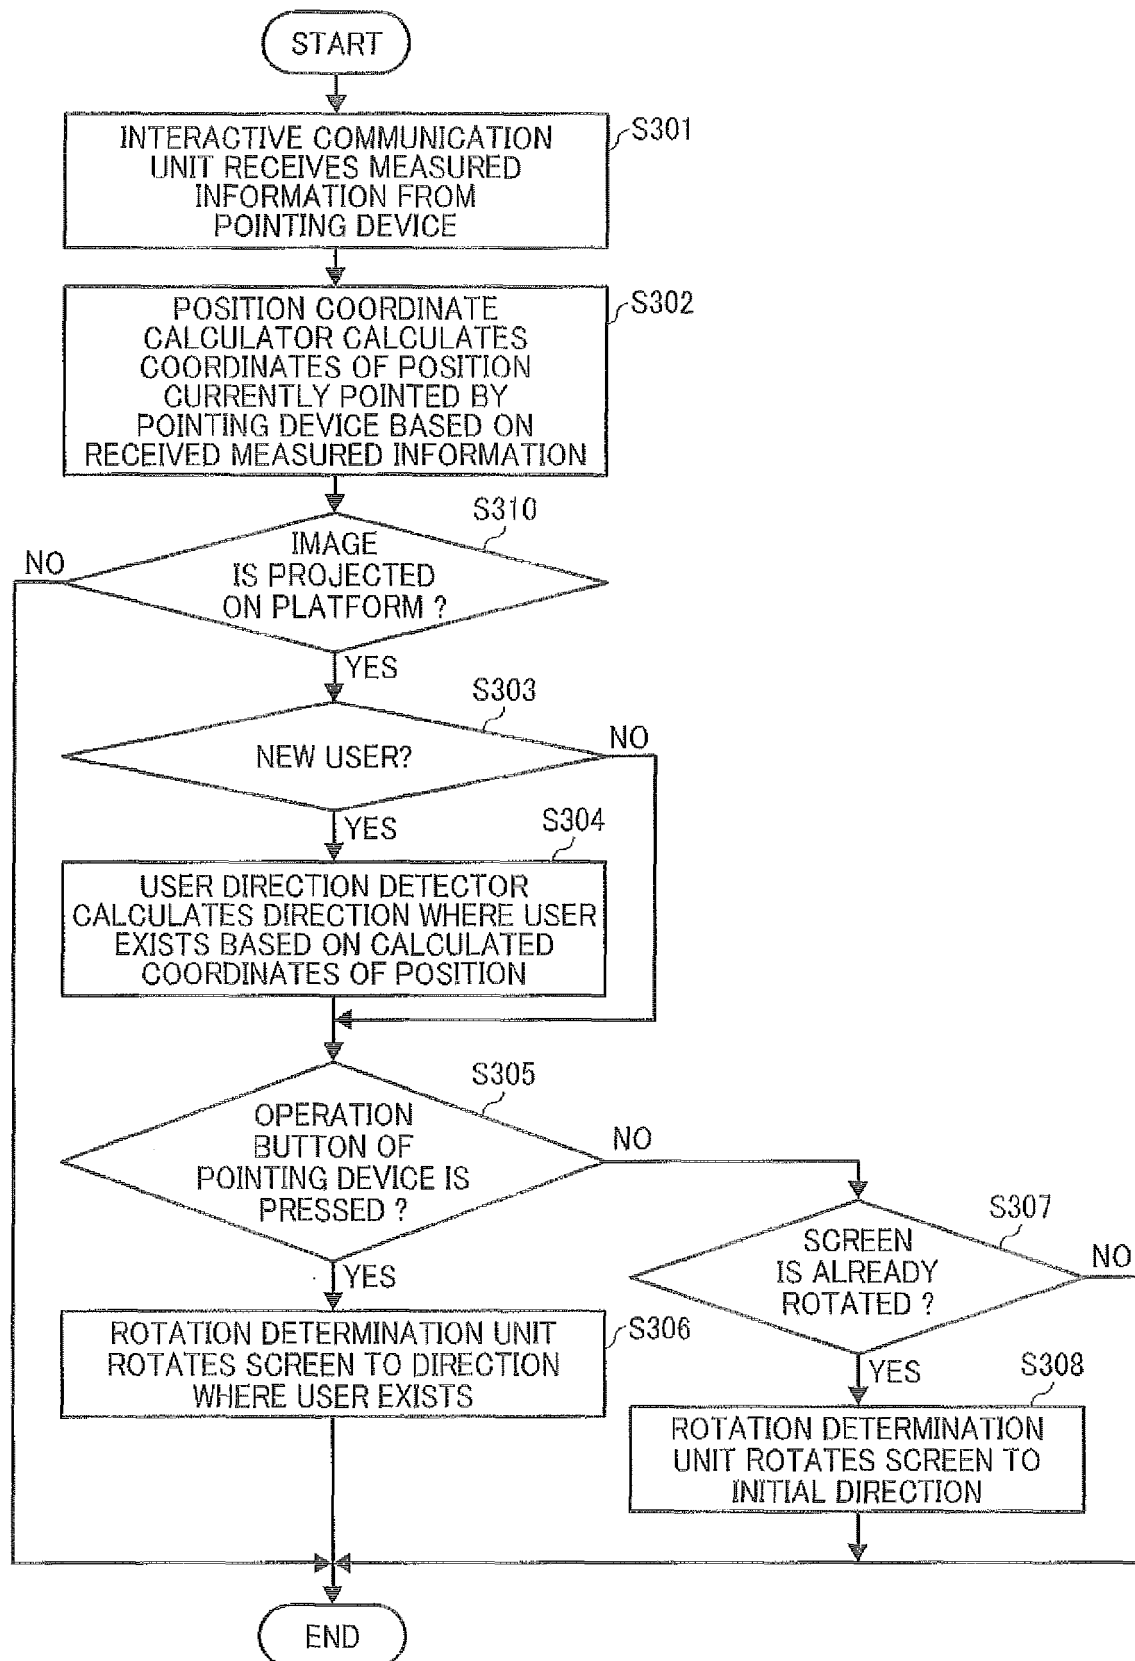 START
INTERACTIVE COMMUNICATION
UNIT RECEIVES MEASURED
INFORMATION FROM
POINTING DEVICE
S301
POSITION COORDINATE
CALCULATOR CALCULATES
COORDINATES OF POSITION
CURRENTLY POINTED BY
POINTING DEVICE BASED ON
RECEIVED MEASURED INFORMATION
S302
S310
IMAGE
IS PROJECTED
ON PLATFORM ?
NO
YES
S303
NEW USER?
NO
YES
S304
USER DIRECTION DETECTOR
CALCULATES DIRECTION WHERE USER
EXISTS BASED ON CALCULATED
COORDINATES OF POSITION
S305
OPERATION
BUTTON OF
POINTING DEVICE IS
PRESSED ?
NO
YES
S307
SCREEN
IS ALREADY
ROTATED ?
NO
YES
ROTATION DETERMINATION UNIT
ROTATES SCREEN TO DIRECTION
WHERE USER EXISTS
S306
S308
ROTATION DETERMINATION
UNIT ROTATES SCREEN TO
INITIAL DIRECTION
END